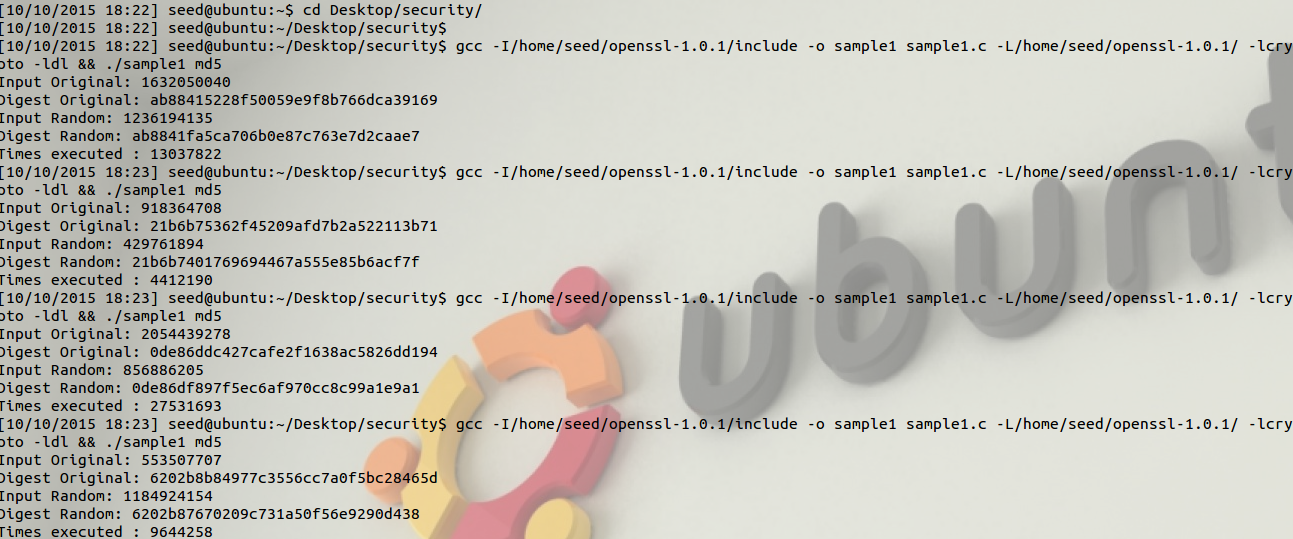 [10/10/2015 18:22] seed@ubuntu:~$ cd Desktop/security/
[10/10/2015 18:22] seed@ubuntu:~/Desktop/security$
[10/10/2015 18:22] seed@ubuntu:~/Desktop/security$ gcc -I/home/seed/openssl-1.0.1/include -o sample1 sample1.c -L/home/seed/openssl-1.0.1/ -lcry
pto -ldl && ./sample1 md5
Input Original: 1632050040
Digest Original: ab88415228f50059e9f8b766dca39169
Input Random: 1236194135
Digest Random: ab8841fa5ca706b0e87c763e7d2caae7
Times executed : 13037822
[10/10/2015 18:23] seed@ubuntu:~/Desktop/security$ gcc -I/home/seed/openssl-1.0.1/include -o sample1 sample1.c -L/home/seed/openssl-1.0.1/ -lcry
pto -ldl && ./sample1 md5
Input Original: 918364708
Digest Original: 21b6b75362f45209afd7b2a522113b71
Input Random: 429761894
Digest Random: 21b6b7401769694467a555e85b6acf7f
Times executed : 4412190
[10/10/2015 18:23] seed@ubuntu:~/Desktop/security$ gcc -I/home/seed/openssl-1.0.1/include -o sample1 sample1.c -L/home/seed/openssl-1.0.1/ -lcry
pto -ldl && ./sample1 md5
Input Original: 2054439278
Digest Original: 0de86ddc427cafe2f1638ac5826dd194
Input Random: 856886205
Digest Random: 0de86df897f5ec6af970cc8c99a1e9a1
Times executed : 27531693
[10/10/2015 18:23] seed@ubuntu:~/Desktop/security$ gcc -I/home/seed/openssl-1.0.1/include -o sample1 sample1.c -L/home/seed/openssl-1.0.1/ -lcry
pto -ldl && ./sample1 md5
Input Original: 553507707
Digest Original: 6202b8b84977c3556cc7a0f5bc28465d
Input Random: 1184924154
Digest Random: 6202b87670209c731a50f56e9290d438
Times executed : 9644258
ubunt